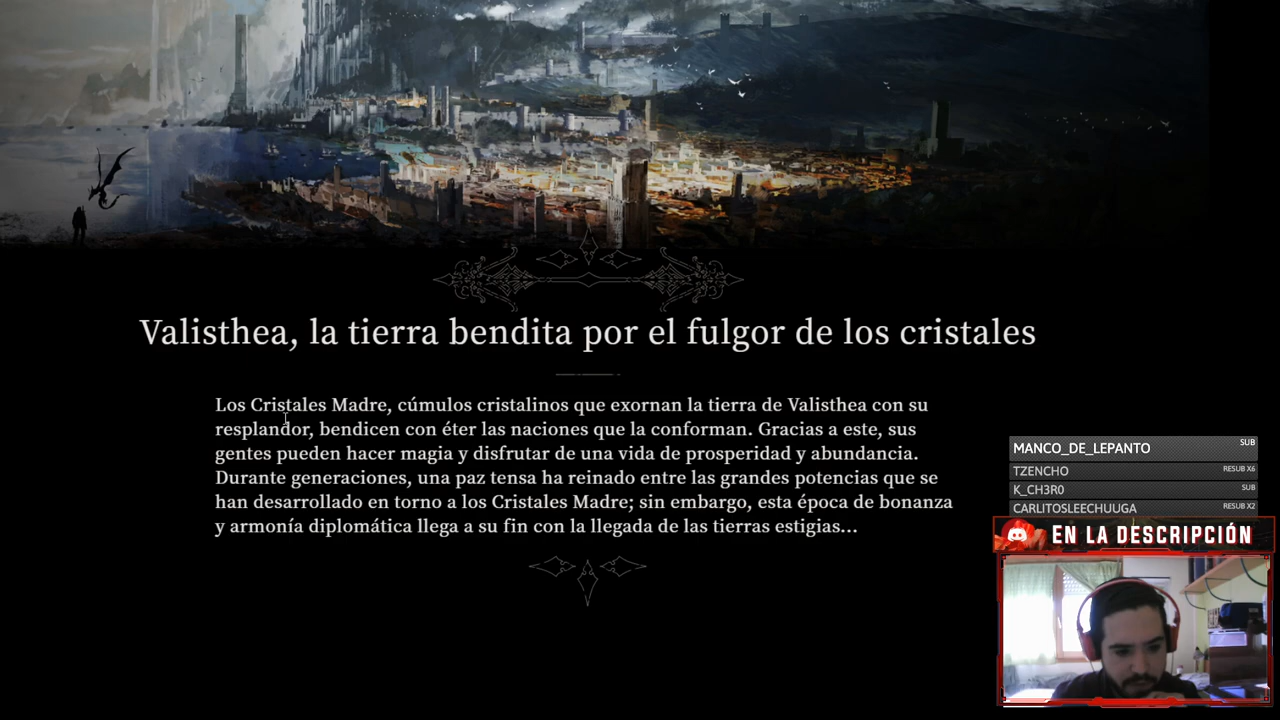 Valisthea, la tierra bendita por el fulgor de los cristales
Los Cristales Madre, cúmulos cristalinos que exornan la tierra de Valisthea con su
resplandor, bendicen con éter las naciones que la conforman. Gracias a este, sus
gentes pueden hacer magia y disfrutar de una vida de prosperidad y abundancia.
Durante generaciones, una paz tensa ha reinado entre las grandes potencias que se
han desarrollado en torno a los Cristales Madre; sin embargo, esta época de bonanza
y armonía diplomática llega a su fin con la llegada de las tierras estigias...
MANCO_DE_LEPANTO SUB
TZENCHO RESUB X6
K_CH3R0 SUB
CARLITOSLEECHUUGA RESUB X2
EN LA DESCRIPCIÓN